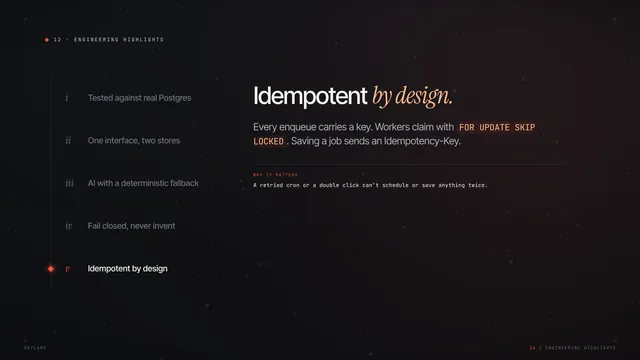 12 · ENGINEERING HIGHLIGHTS
i Tested against real Postgres
ii One interface, two stores
iii AI with a deterministic fallback
iv Fail closed, never invent
v Idempotent by design
Idempotent by design.
Every enqueue carries a key. Workers claim with FOR UPDATE SKIP
LOCKED. Saving a job sends an Idempotency-Key.
WHY IT MATTERS
A retried cron or a double click can't schedule or save anything twice.
SKYLARK
14 / ENGINEERING HIGHLIGHTS